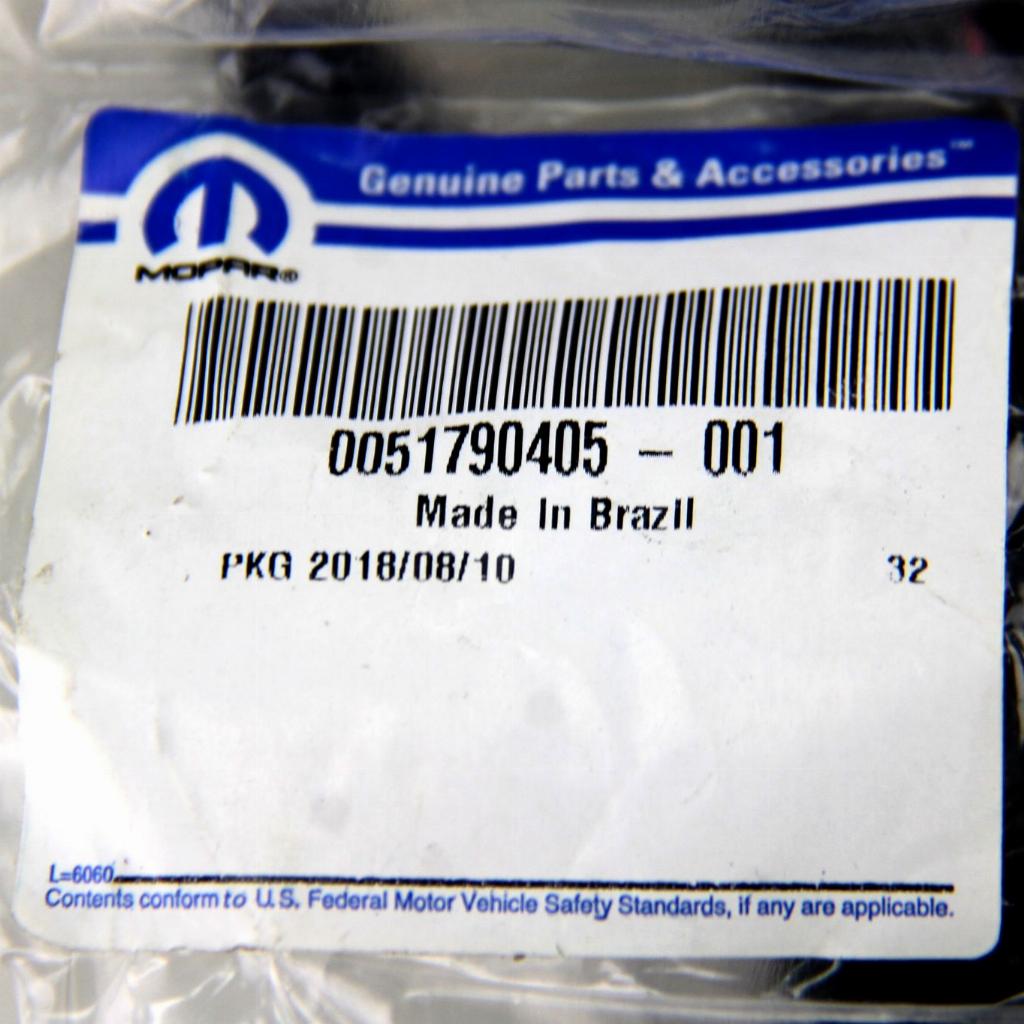 Genuine Parts & Accessories™
MOPAR®
0051790405 - 001
Made In Brazil
PKG 2018/08/10 32
L=6060
Contents conform to U.S. Federal Motor Vehicle Safety Standards, if any are applicable.